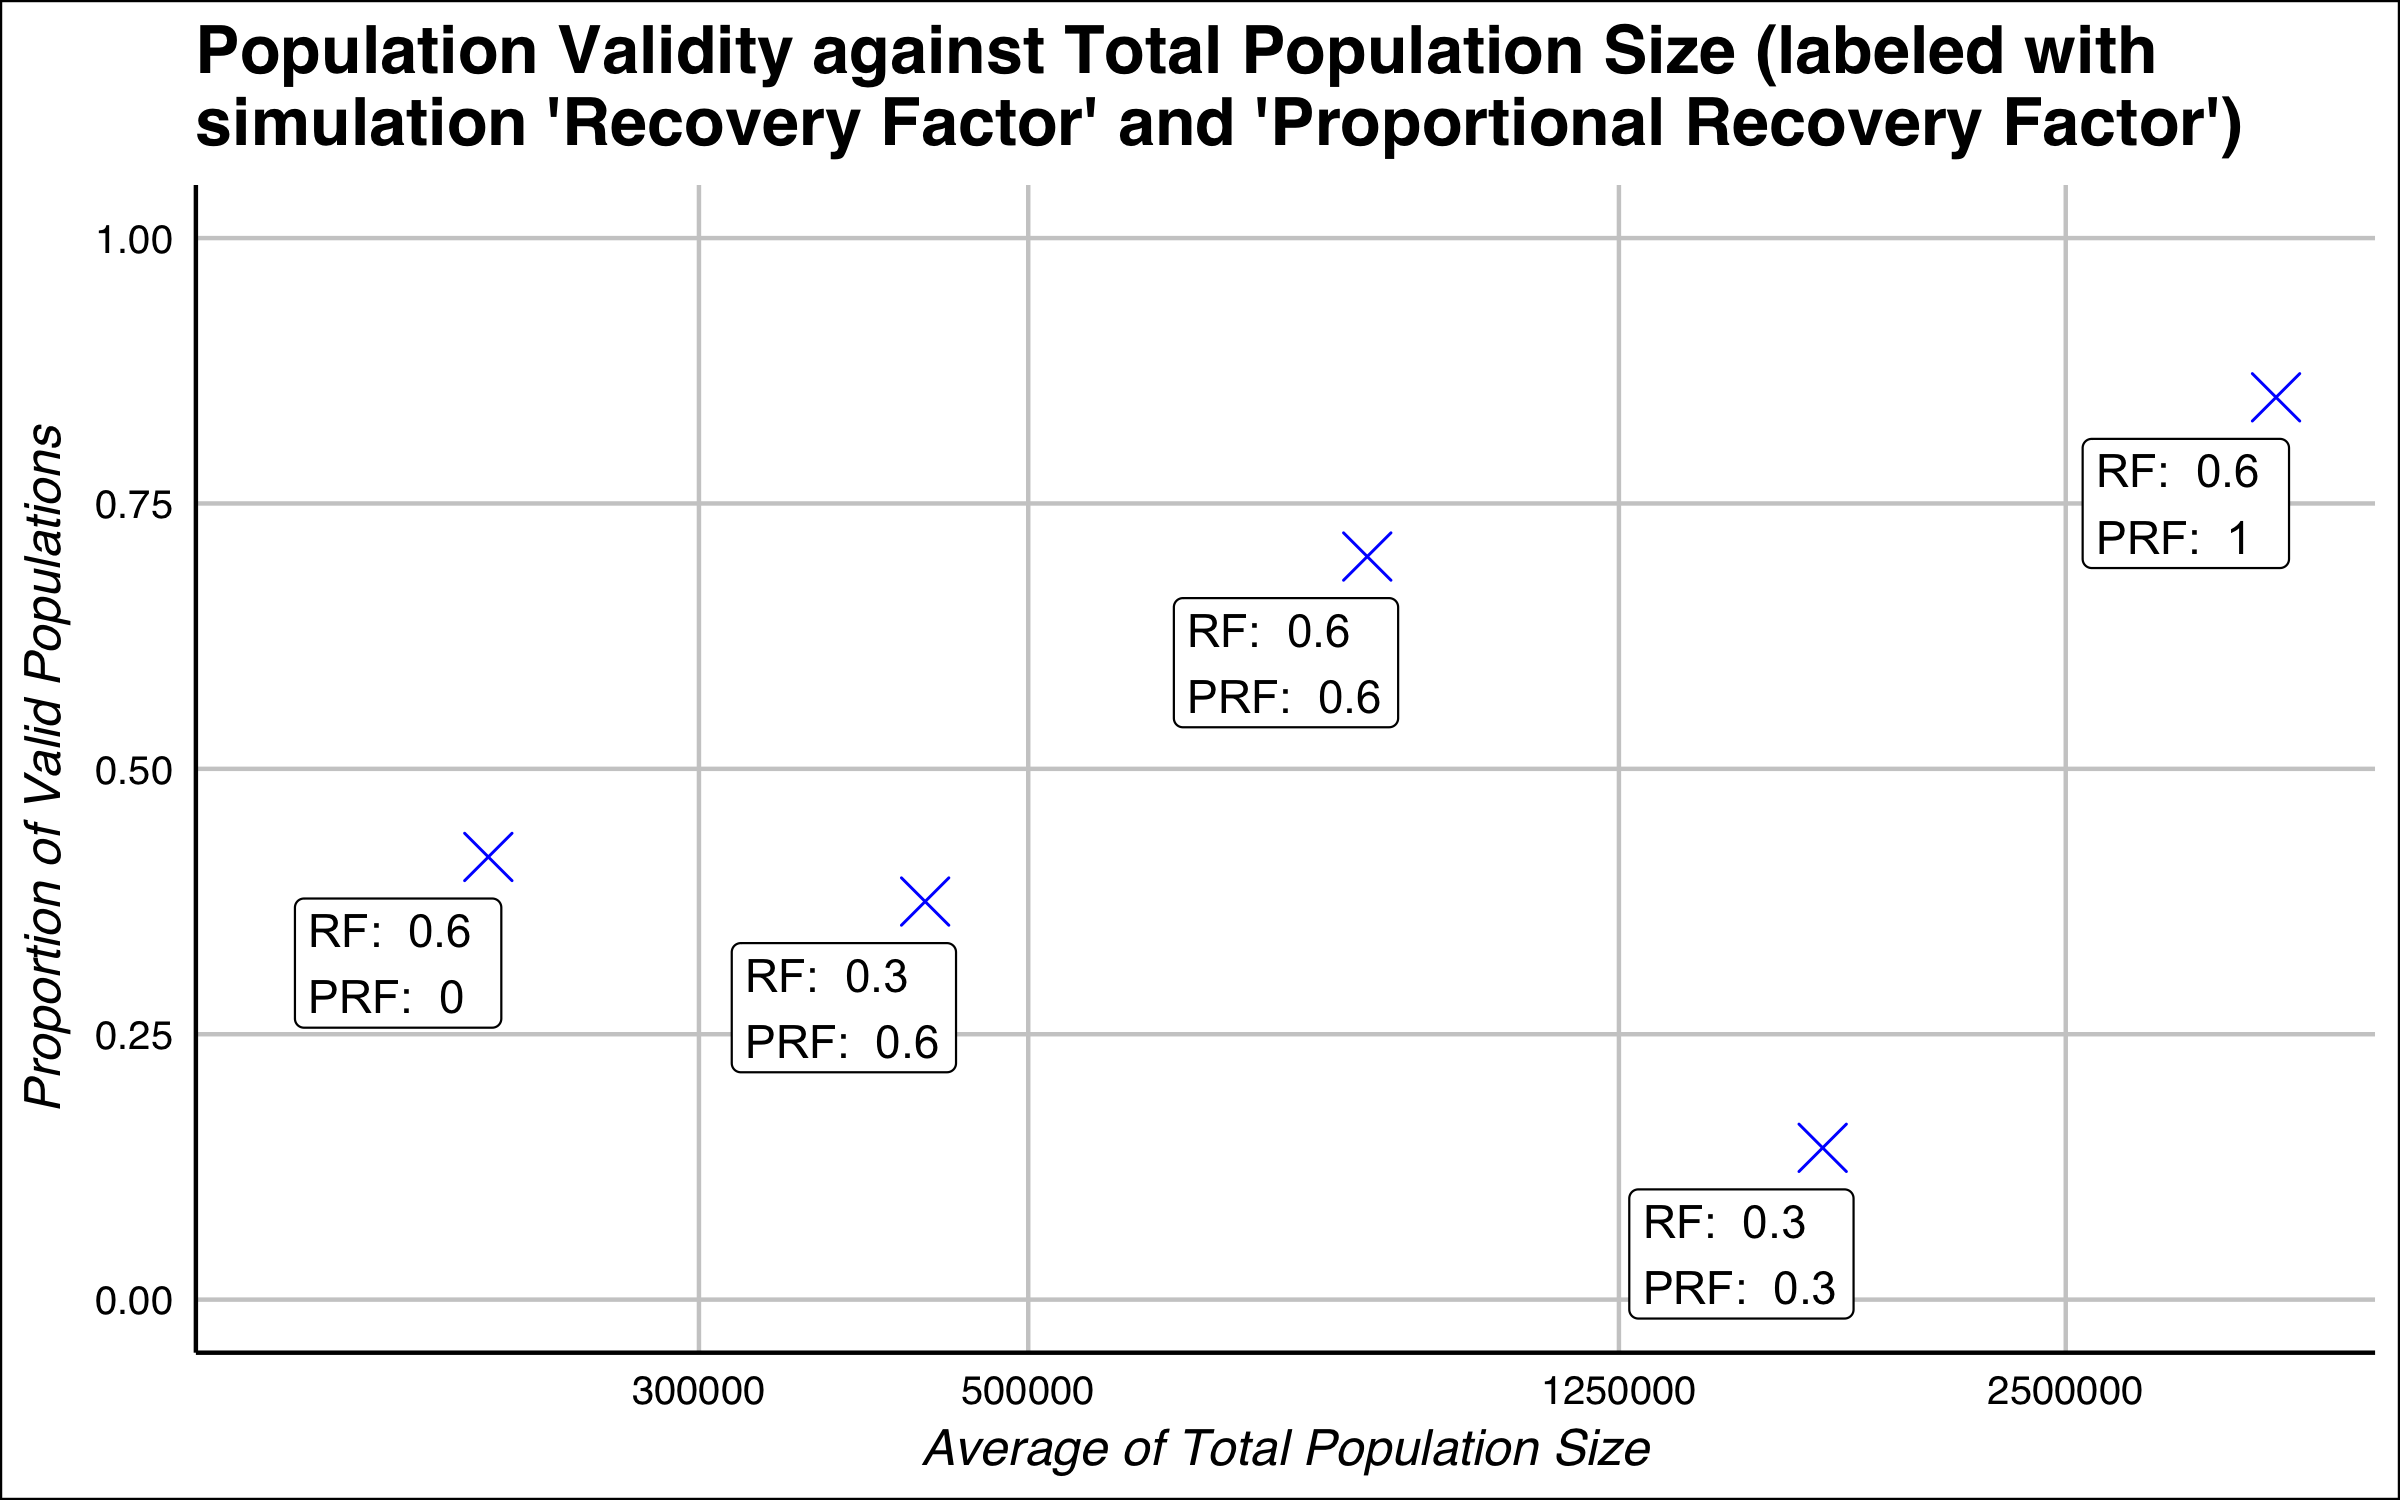 Population Validity against Total Population Size (labeled with
simulation 'Recovery Factor' and 'Proportional Recovery Factor')
Proportion of Valid Populations
1.00
0.75
0.50
0.25
0.00
RF: 0.6
PRF: 0
RF: 0.3
PRF: 0.6
RF: 0.6
PRF: 0.6
RF: 0.3
PRF: 0.3
RF: 0.6
PRF: 1
300000
500000
1250000
2500000
Average of Total Population Size